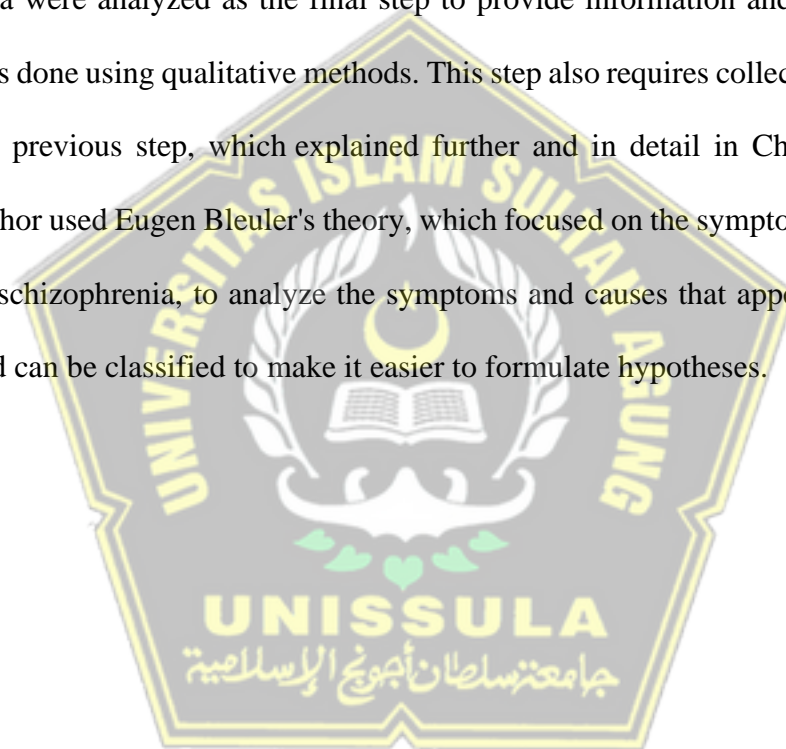 a were analyzed as the final step to provide information and
s done using qualitative methods. This step also requires collec
previous step, which explained further and in detail in Ch
hor used Eugen Bleuler's theory, which focused on the sympto
schizophrenia, to analyze the symptoms and causes that app
d can be classified to make it easier to formulate hypotheses.
UNIVERSITAS ISLAM SULTAN AGUNG
UNISSULA
جامعتنسلطان أجونج الإسلامية